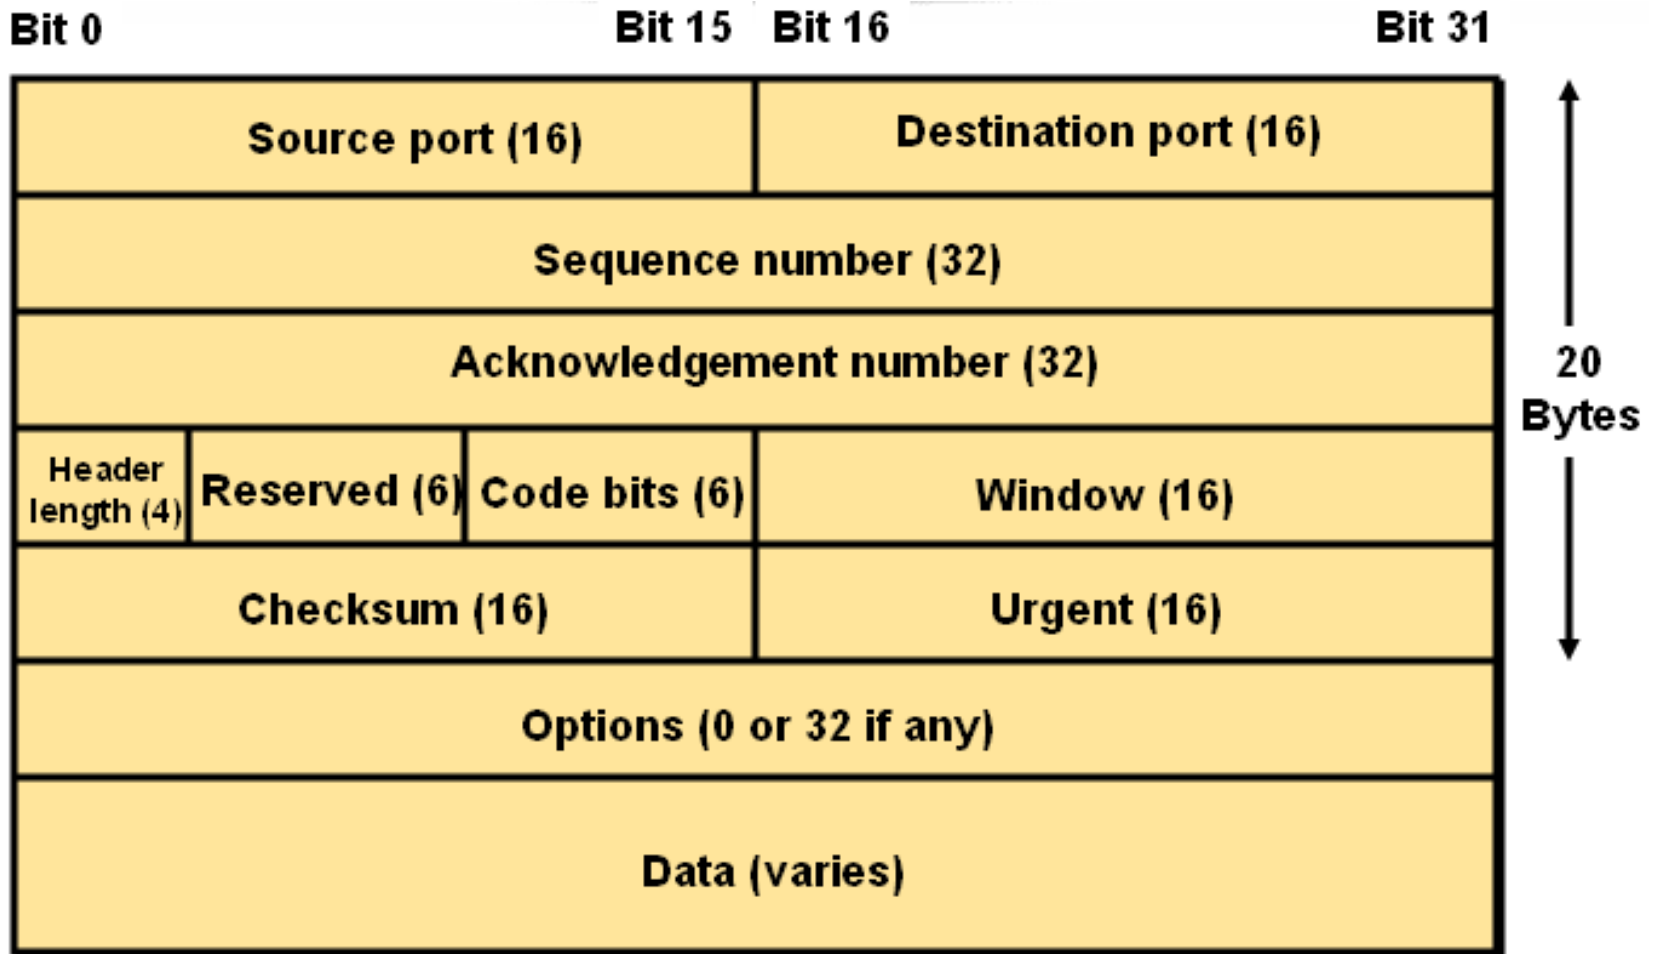 Bit 0 Bit 15 Bit 16 Bit 31
Source port (16) Destination port (16)
Sequence number (32)
Acknowledgement number (32)
20
Bytes
Header
length (4) Reserved (6) Code bits (6) Window (16)
Checksum (16) Urgent (16)
Options (0 or 32 if any)
Data (varies)